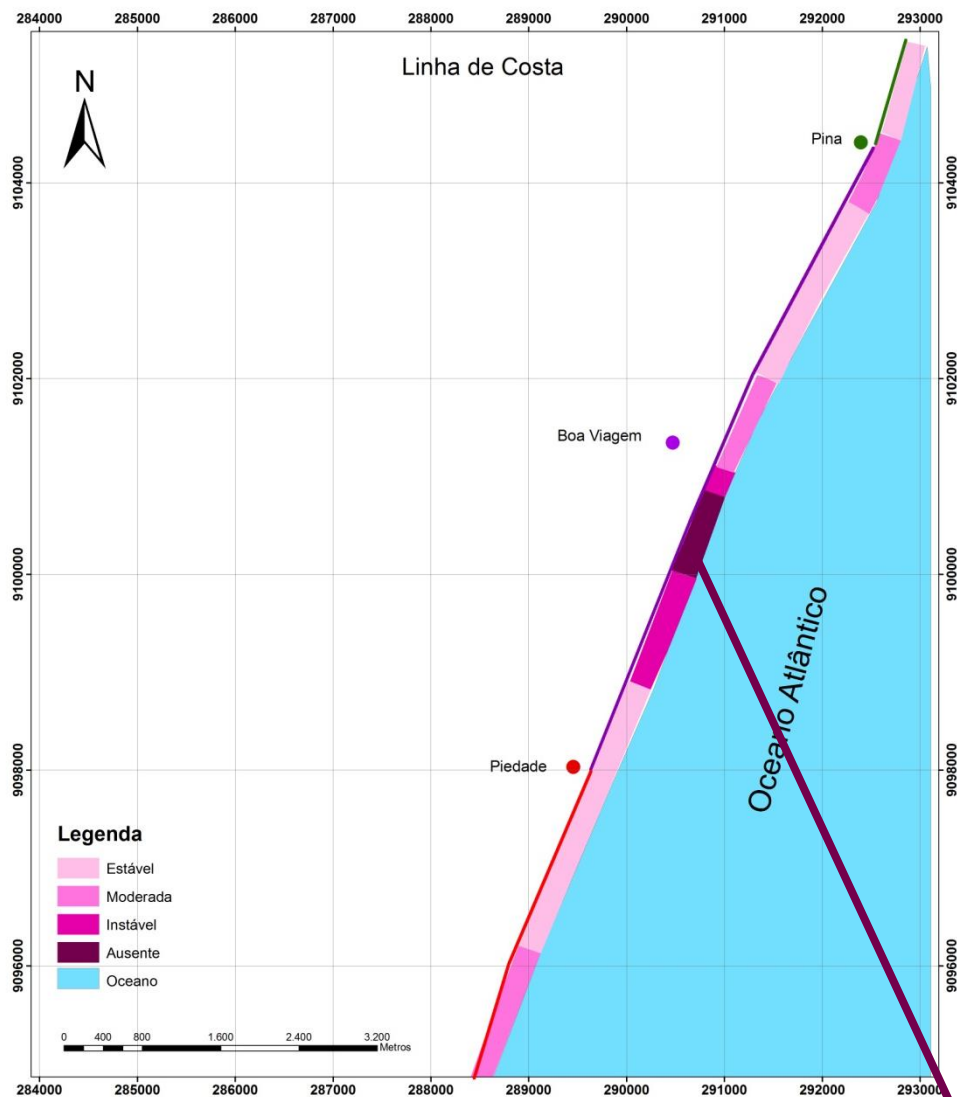 284000 285000 286000 287000 288000 289000 290000 291000 292000 293000
Linha de Costa
N
Pina
9104000 9104000
9102000 9102000
Boa Viagem
9100000 9100000
Oceano Atlântico
Piedade
9098000 9098000
Legenda
Estável
Moderada
Instável
Ausente
Oceano
9096000 9096000
0 400 800 1.600 2.400 3.200
Metros
284000 285000 286000 287000 288000 289000 290000 291000 292000 293000